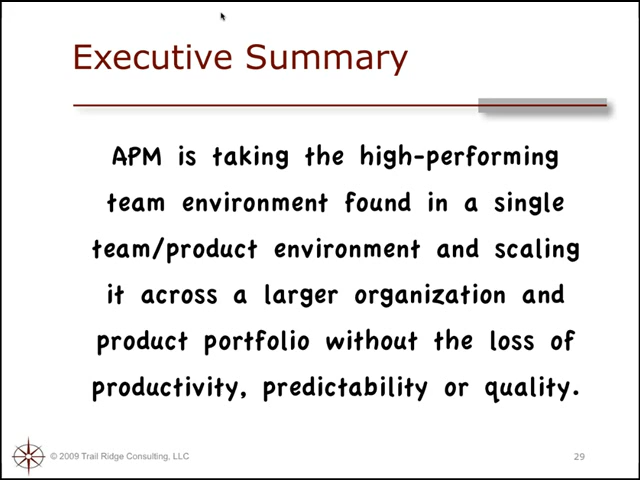 Executive Summary
APM is taking the high-performing
team environment found in a single
team/product environment and scaling
it across a larger organization and
product portfolio without the loss of
productivity, predictability or quality.
© 2009 Trail Ridge Consulting, LLC
29